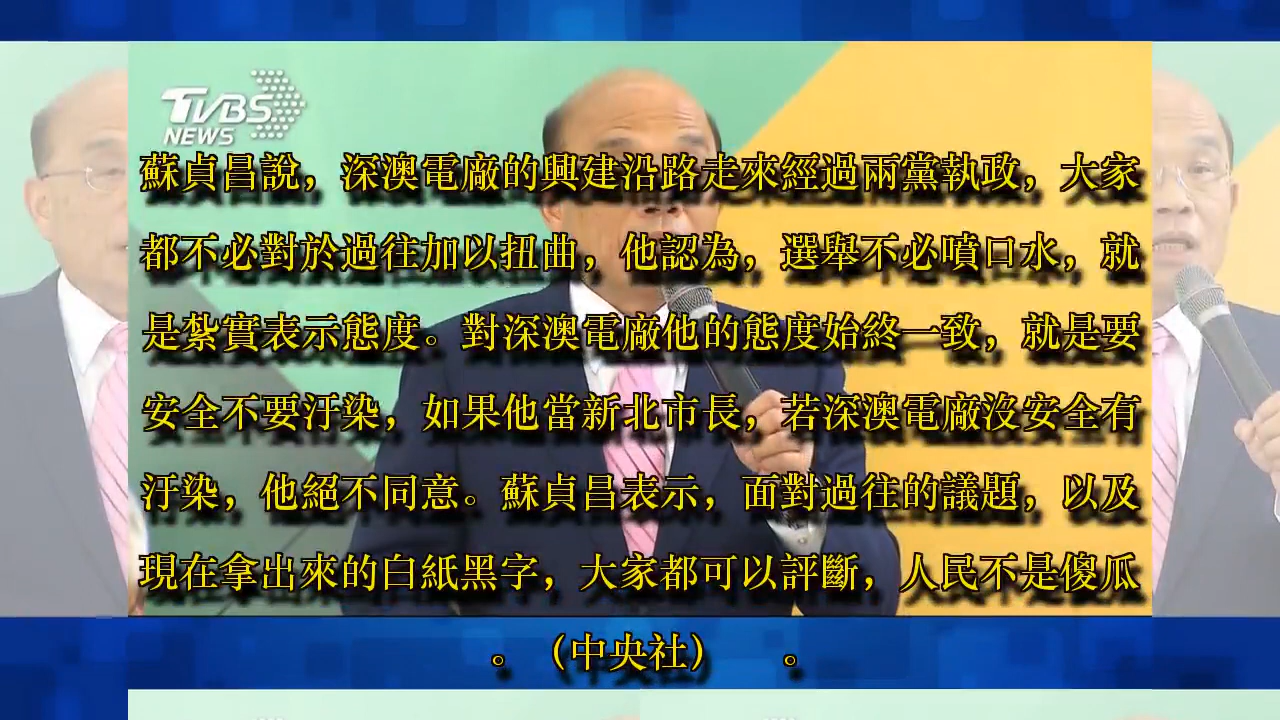 TVBS
NEWS
蘇貞昌說，深澳電廠的興建沿路走來經過兩黨執政，大家
都不必對於過往加以扭曲，他認為，選舉不必噴口水，就
是紮實表示態度。對深澳電廠他的態度始終一致，就是要
安全不要汙染，如果他當新北市長，若深澳電廠沒安全有
汙染，他絕不同意。蘇貞昌表示，面對過往的議題，以及
現在拿出來的白紙黑字，大家都可以評斷，人民不是傻瓜
。（中央社）　。